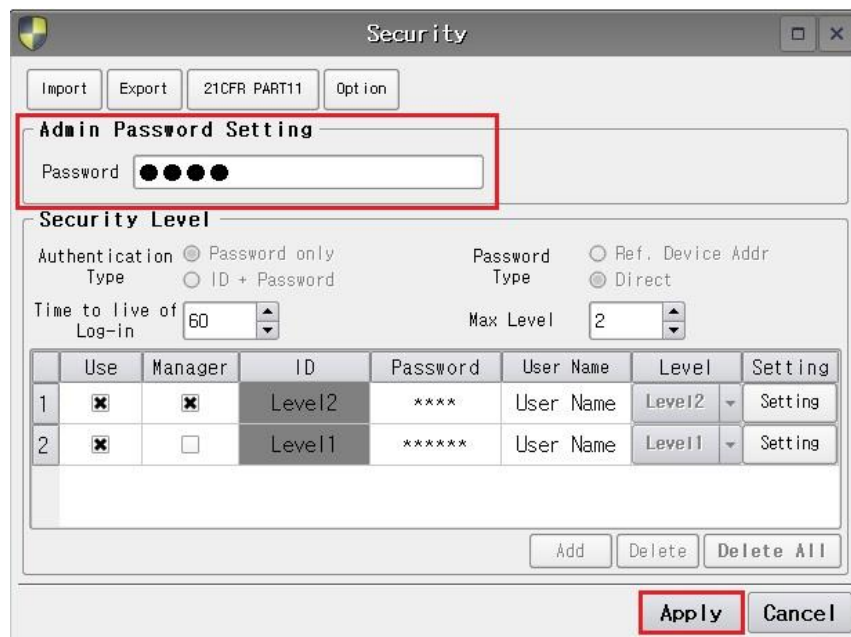 Security
Import Export 21CFR PART11 Option
Admin Password Setting
Password ●●●●
Security Level
Authentication Type Password only ID + Password
Password Type Ref. Device Addr Direct
Time to live of Log-in 60
Max Level 2
Use Manager ID Password User Name Level Setting
1 Level2 **** User Name Level2 Setting
2 Level1 ****** User Name Level1 Setting
Add Delete Delete All
Apply Cancel